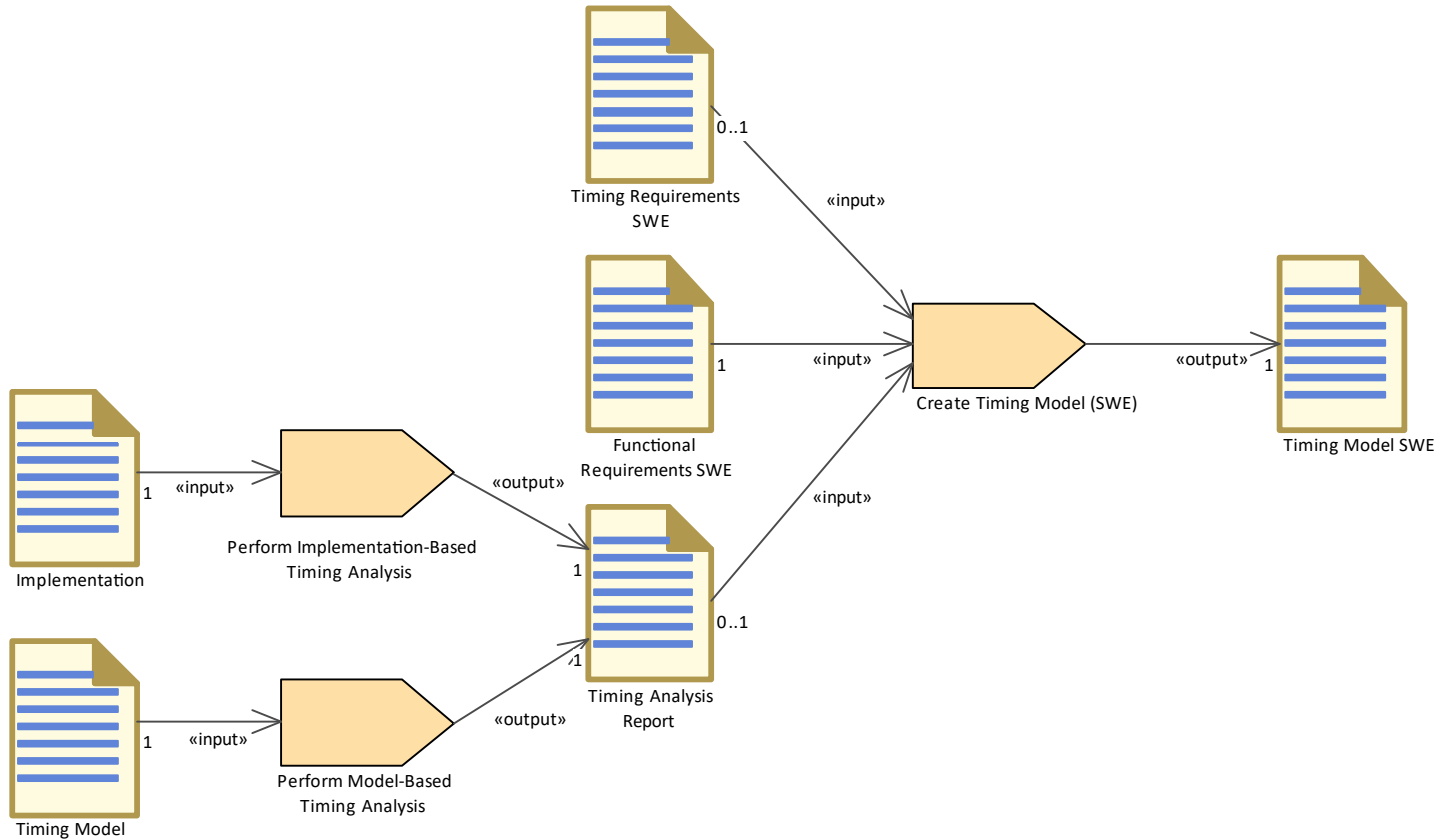 0..1
Timing Requirements
SWE
«input»
1
«input»
Functional
Requirements SWE
Create Timing Model (SWE)
«output»
1
Timing Model SWE
1
«input»
Implementation
Perform Implementation-Based
Timing Analysis
«output»
1
«input»
0..1
1
Timing Analysis
Report
1
«input»
Timing Model
Perform Model-Based
Timing Analysis
«output»